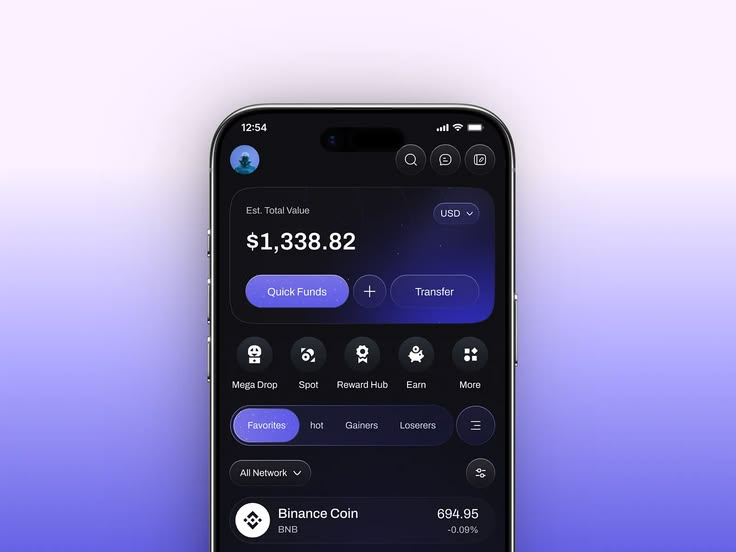 12:54
Est. Total Value
USD
$1,338.82
Quick Funds
Transfer
Mega Drop Spot Reward Hub Earn More
Favorites hot Gainers Loserers
All Network
Binance Coin 694.95
BNB -0.09%